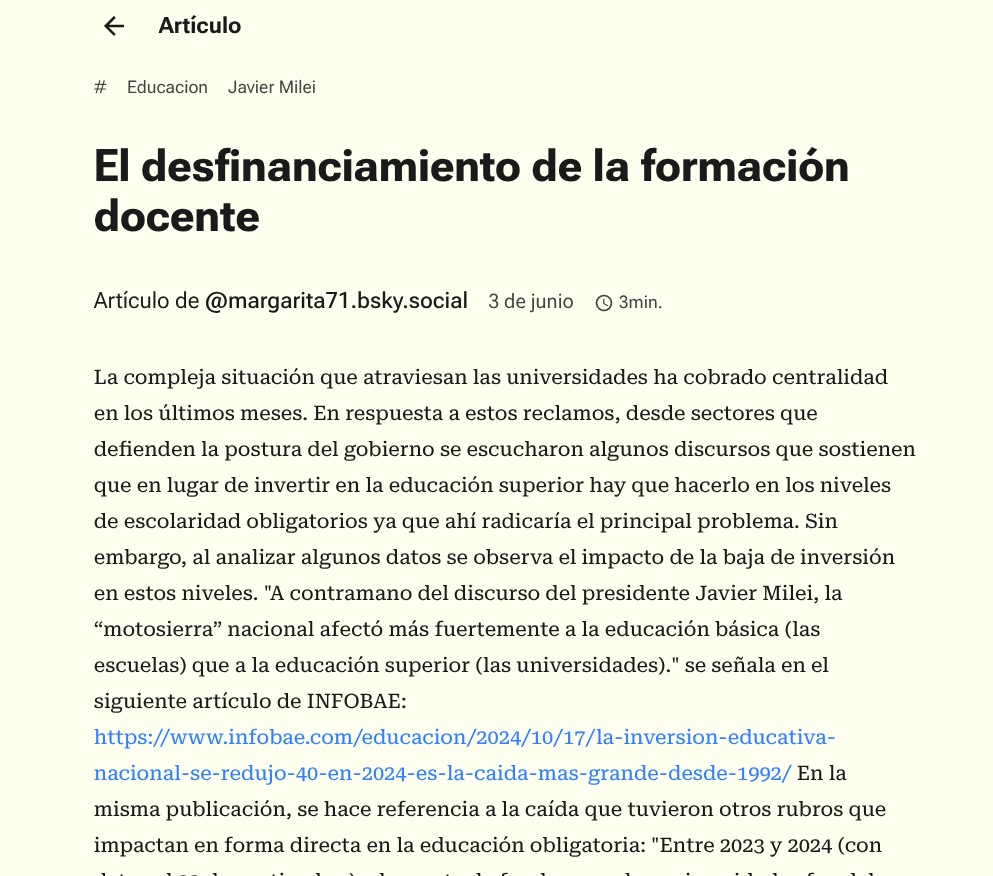 Artículo
# Educacion Javier Milei
El desfinanciamiento de la formación
docente
Artículo de @margarita71.bsky.social 3 de junio 3min.
La compleja situación que atraviesan las universidades ha cobrado centralidad
en los últimos meses. En respuesta a estos reclamos, desde sectores que
defienden la postura del gobierno se escucharon algunos discursos que sostienen
que en lugar de invertir en la educación superior hay que hacerlo en los niveles
de escolaridad obligatorios ya que ahí radicaría el principal problema. Sin
embargo, al analizar algunos datos se observa el impacto de la baja de inversión
en estos niveles. "A contramano del discurso del presidente Javier Milei, la
“motosierra” nacional afectó más fuertemente a la educación básica (las
escuelas) que a la educación superior (las universidades)." se señala en el
siguiente artículo de INFOBAE:
https://www.infobae.com/educacion/2024/10/17/la-inversion-educativa-
nacional-se-redujo-40-en-2024-es-la-caida-mas-grande-desde-1992/ En la
misma publicación, se hace referencia a la caída que tuvieron otros rubros que
impactan en forma directa en la educación obligatoria: "Entre 2023 y 2024 (con